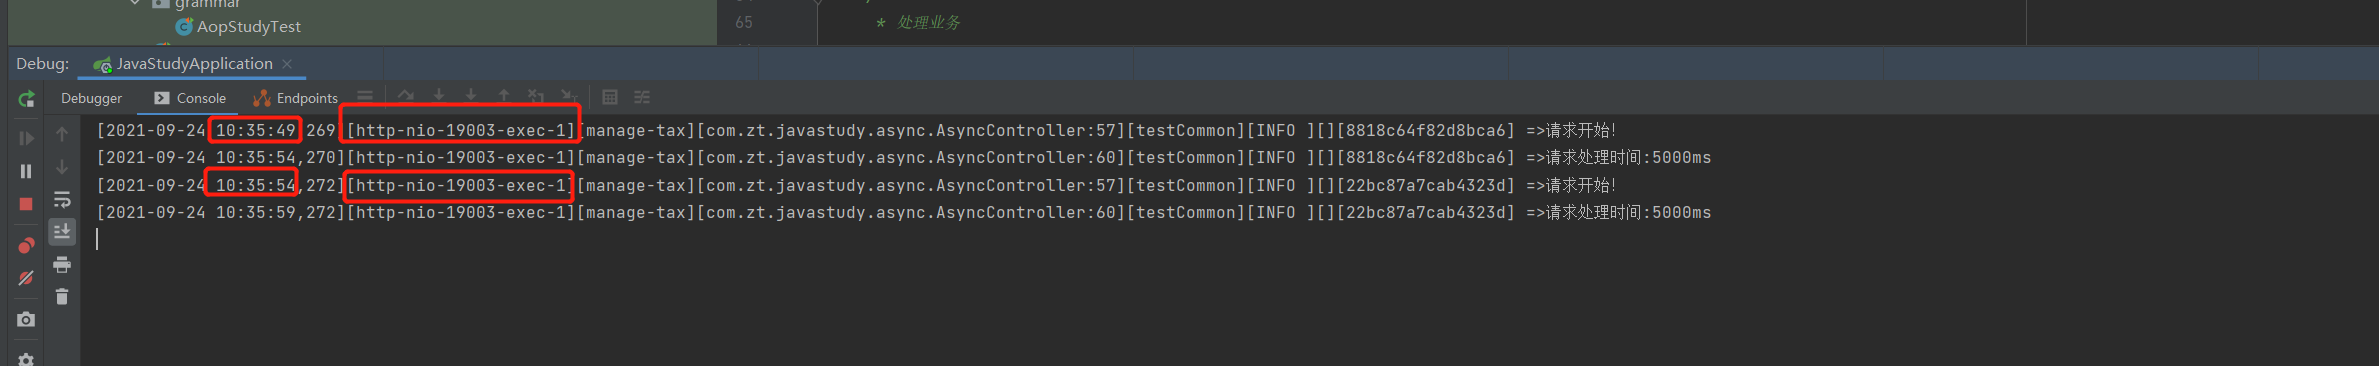 grammar
65
* 处理业务
AopStudyTest
Debug: JavaStudyApplication
Debugger Console Endpoints
[2021-09-24 10:35:49,269][http-nio-19003-exec-1][manage-tax][com.zt.javastudy.async.AsyncController:57][testCommon][INFO ][][8818c64f82d8bca6] =>请求开始!
[2021-09-24 10:35:54,270][http-nio-19003-exec-1][manage-tax][com.zt.javastudy.async.AsyncController:60][testCommon][INFO ][][8818c64f82d8bca6] =>请求处理时间:5000ms
[2021-09-24 10:35:54,272][http-nio-19003-exec-1][manage-tax][com.zt.javastudy.async.AsyncController:57][testCommon][INFO ][][22bc87a7cab4323d] =>请求开始!
[2021-09-24 10:35:59,272][http-nio-19003-exec-1][manage-tax][com.zt.javastudy.async.AsyncController:60][testCommon][INFO ][][22bc87a7cab4323d] =>请求处理时间:5000ms